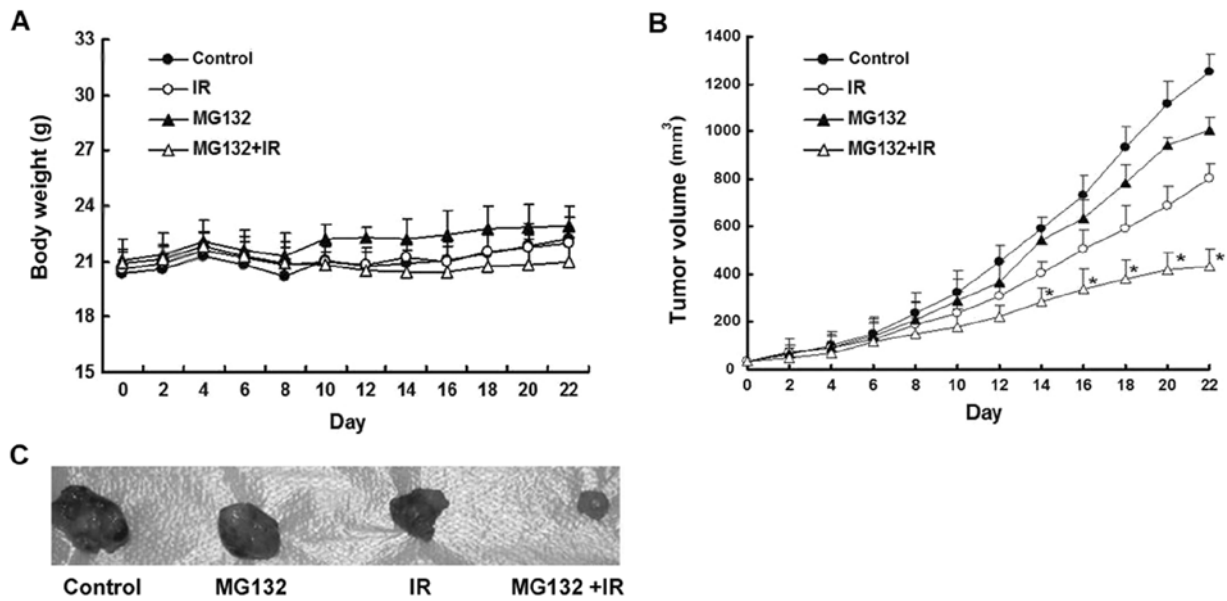 A
Body weight (g)
33
30
27
24
21
18
15
Control
IR
MG132
MG132+IR
0 2 4 6 8 10 12 14 16 18 20 22
Day
B
Tumor volume (mm³)
1400
1200
1000
800
600
400
200
0
Control
IR
MG132
MG132+IR
* * * * *
0 2 4 6 8 10 12 14 16 18 20 22
Day
C
Control MG132 IR MG132 +IR